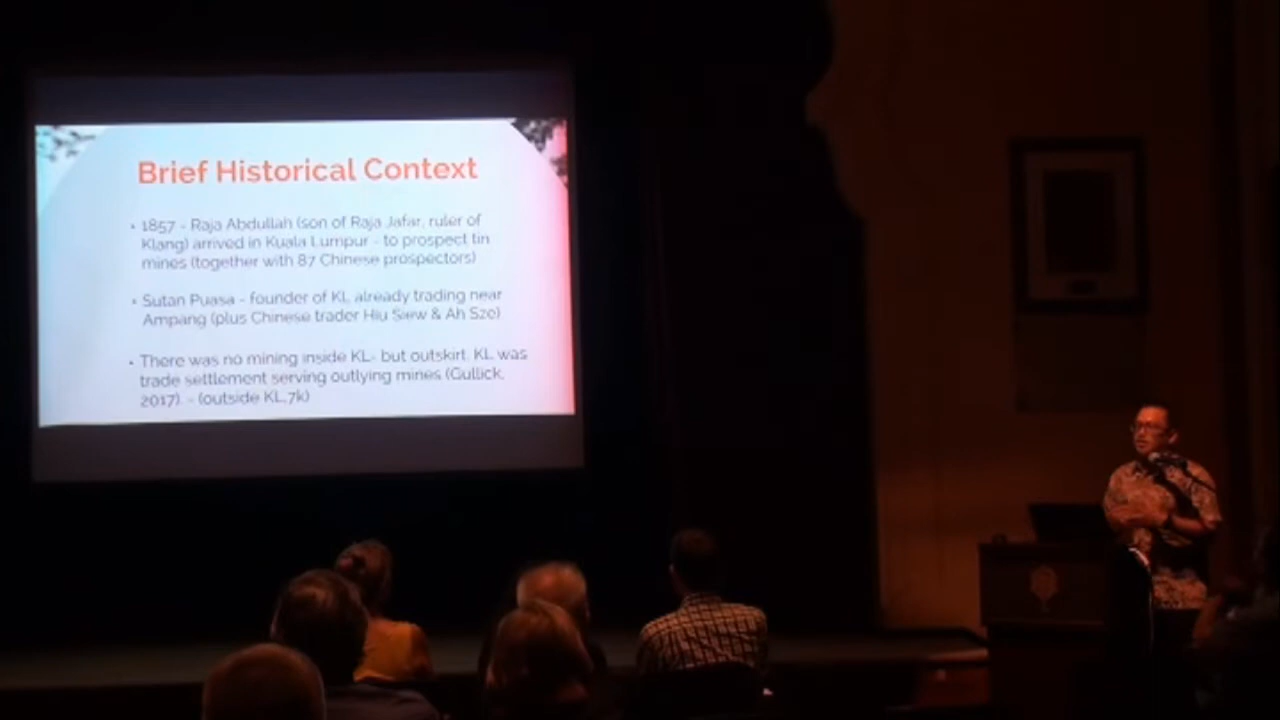 Brief Historical Context
• 1857 - Raja Abdullah (son of Raja Jafar, ruler of
Klang) arrived in Kuala Lumpur - to prospect tin
mines (together with 87 Chinese prospectors)
• Sutan Puasa - founder of KL already trading near
Ampang (plus Chinese trader Hiu Siew & Ah Sze)
• There was no mining inside KL- but outskirt. KL was
trade settlement serving outlying mines (Gullick,
2017). - (outside KL,7k)